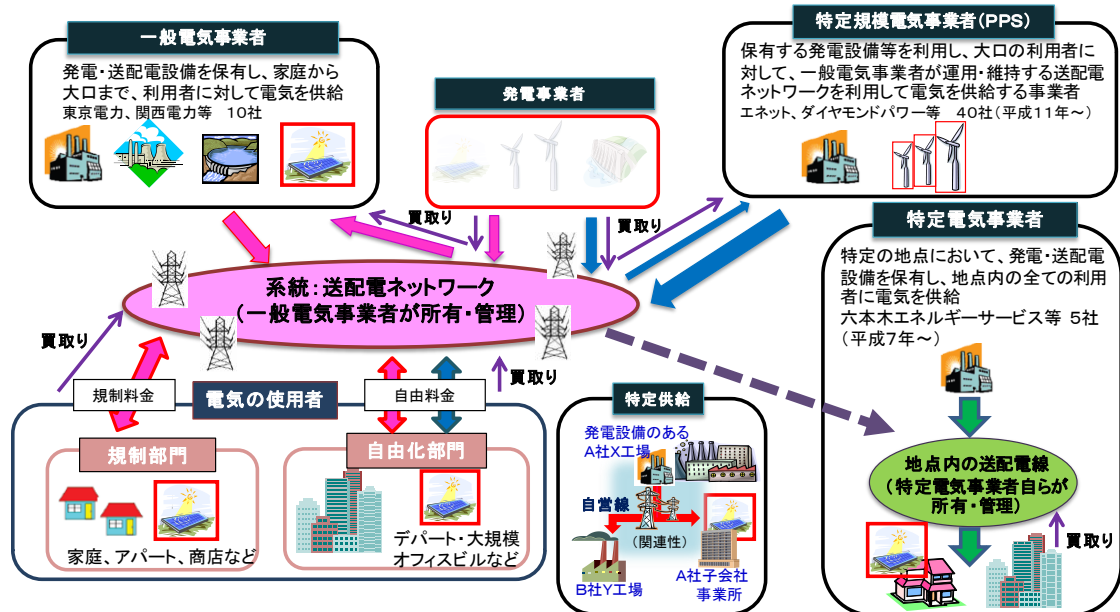 一般電気事業者
発電・送配電設備を保有し、家庭から
大口まで、利用者に対して電気を供給
東京電力、関西電力等　10社
発電事業者
特定規模電気事業者(PPS)
保有する発電設備等を利用し、大口の利用者に
対して、一般電気事業者が運用・維持する送配電
ネットワークを利用して電気を供給する事業者
エネット、ダイヤモンドパワー等　40社(平成11年～)
買取り
買取り
系統：送配電ネットワーク
(一般電気事業者が所有・管理)
特定電気事業者
特定の地点において、発電・送配電
設備を保有し、地点内の全ての利用
者に電気を供給
六本木エネルギーサービス等 5社
(平成7年～)
買取り
買取り
規制料金
電気の使用者
自由料金
規制部門
家庭、アパート、商店など
自由化部門
デパート・大規模
オフィスビルなど
特定供給
発電設備のある
A社X工場
自営線
(関連性)
B社Y工場
A社子会社
事業所
地点内の送配電線
(特定電気事業者自らが
所有・管理)
買取り